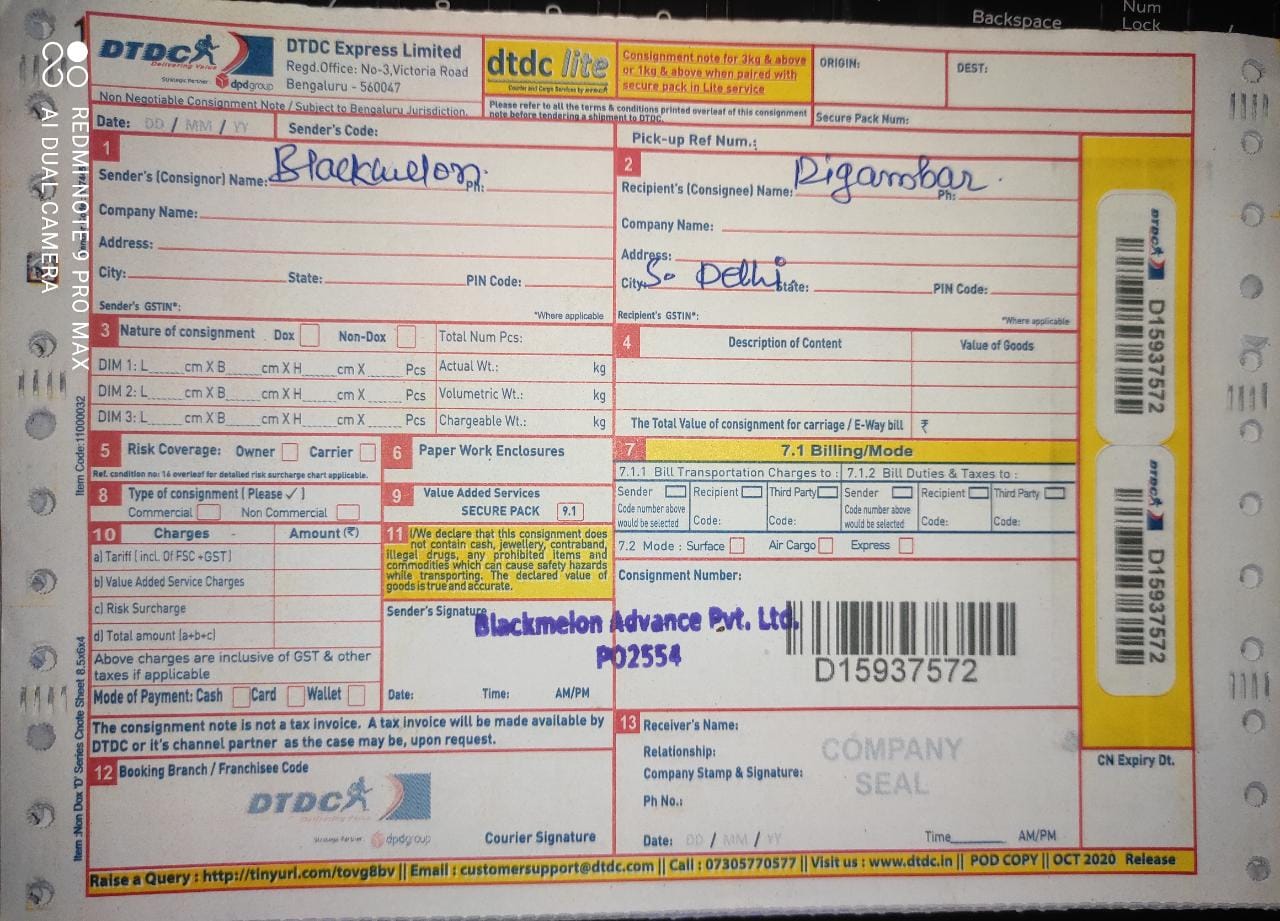 Backspace
Num
Lock
DTDC
Delivering Value
Strategic Partner dpdgroup
DTDC Express Limited
Regd.Office: No-3,Victoria Road
Bengaluru - 560047
dtdc lite
Courier and Cargo Services by DTDC
Consignment note for 3kg & above
or 1kg & above when paired with
secure pack in Lite service
ORIGIN:
DEST:
Non Negotiable Consignment Note / Subject to Bengaluru Jurisdiction.
Please refer to all the terms & conditions printed overleaf of this consignment
note before tendering a shipment to DTDC.
Secure Pack Num:
Date: DD / MM / YY
Sender's Code:
Pick-up Ref Num.:
1
Sender's (Consignor) Name: Blackmelon Ph:
Company Name:
Address:
City: State: PIN Code:
Sender's GSTIN*: *Where applicable
2
Recipient's (Consignee) Name: Digambar Ph:
Company Name:
Address:
City: So Delhi State: PIN Code:
Recipient's GSTIN*: *Where applicable
3 Nature of consignment Dox Non-Dox
Total Num Pcs:
DIM 1: L cm X B cm X H cm X Pcs
Actual Wt.: kg
DIM 2: L cm X B cm X H cm X Pcs
Volumetric Wt.: kg
DIM 3: L cm X B cm X H cm X Pcs
Chargeable Wt.: kg
4 Description of Content Value of Goods
The Total Value of consignment for carriage / E-Way bill ₹
5 Risk Coverage: Owner Carrier
Ref. condition no: 16 overleaf for detailed risk surcharge chart applicable.
6 Paper Work Enclosures
7 7.1 Billing/Mode
7.1.1 Bill Transportation Charges to : 7.1.2 Bill Duties & Taxes to :
Sender Recipient Third Party Sender Recipient Third Party
Code number above
would be selected
Code: Code:
Code number above
would be selected
Code: Code:
7.2 Mode : Surface Air Cargo Express
8 Type of consignment ( Please ✓ )
Commercial Non Commercial
9 Value Added Services
SECURE PACK 9.1
10 Charges - Amount (₹)
a) Tariff ( incl. Of FSC +GST)
b) Value Added Service Charges
c) Risk Surcharge
d) Total amount (a+b+c)
Above charges are inclusive of GST & other
taxes if applicable
Mode of Payment: Cash Card Wallet
11 I/We declare that this consignment does
not contain cash, jewellery, contraband,
illegal drugs, any prohibited items and
commodities which can cause safety hazards
while transporting. The declared value of
goods is true and accurate.
Sender's Signature
Blackmelon Advance Pvt. Ltd.
P02554
Date: Time: AM/PM
Consignment Number:
D15937572
The consignment note is not a tax invoice. A tax invoice will be made available by
DTDC or it's channel partner as the case may be, upon request.
12 Booking Branch / Franchisee Code
DTDC
Delivering Value
Strategic Partner dpdgroup
Courier Signature
13 Receiver's Name:
Relationship:
Company Stamp & Signature:
Ph No.:
COMPANY
SEAL
Date: DD / MM / YY Time AM/PM
DTDC
D15937572
DTDC
D15937572
CN Expiry Dt.
Raise a Query : http://tinyurl.com/tovg8bv || Email : customersupport@dtdc.com || Call : 07305770577 || Visit us : www.dtdc.in || POD COPY || OCT 2020 Release
Item Code:11000032
Item:Non Dox 'D' Series Cnote Sheet 8.5x6x4
REDMI NOTE 9 PRO MAX
AI DUAL CAMERA